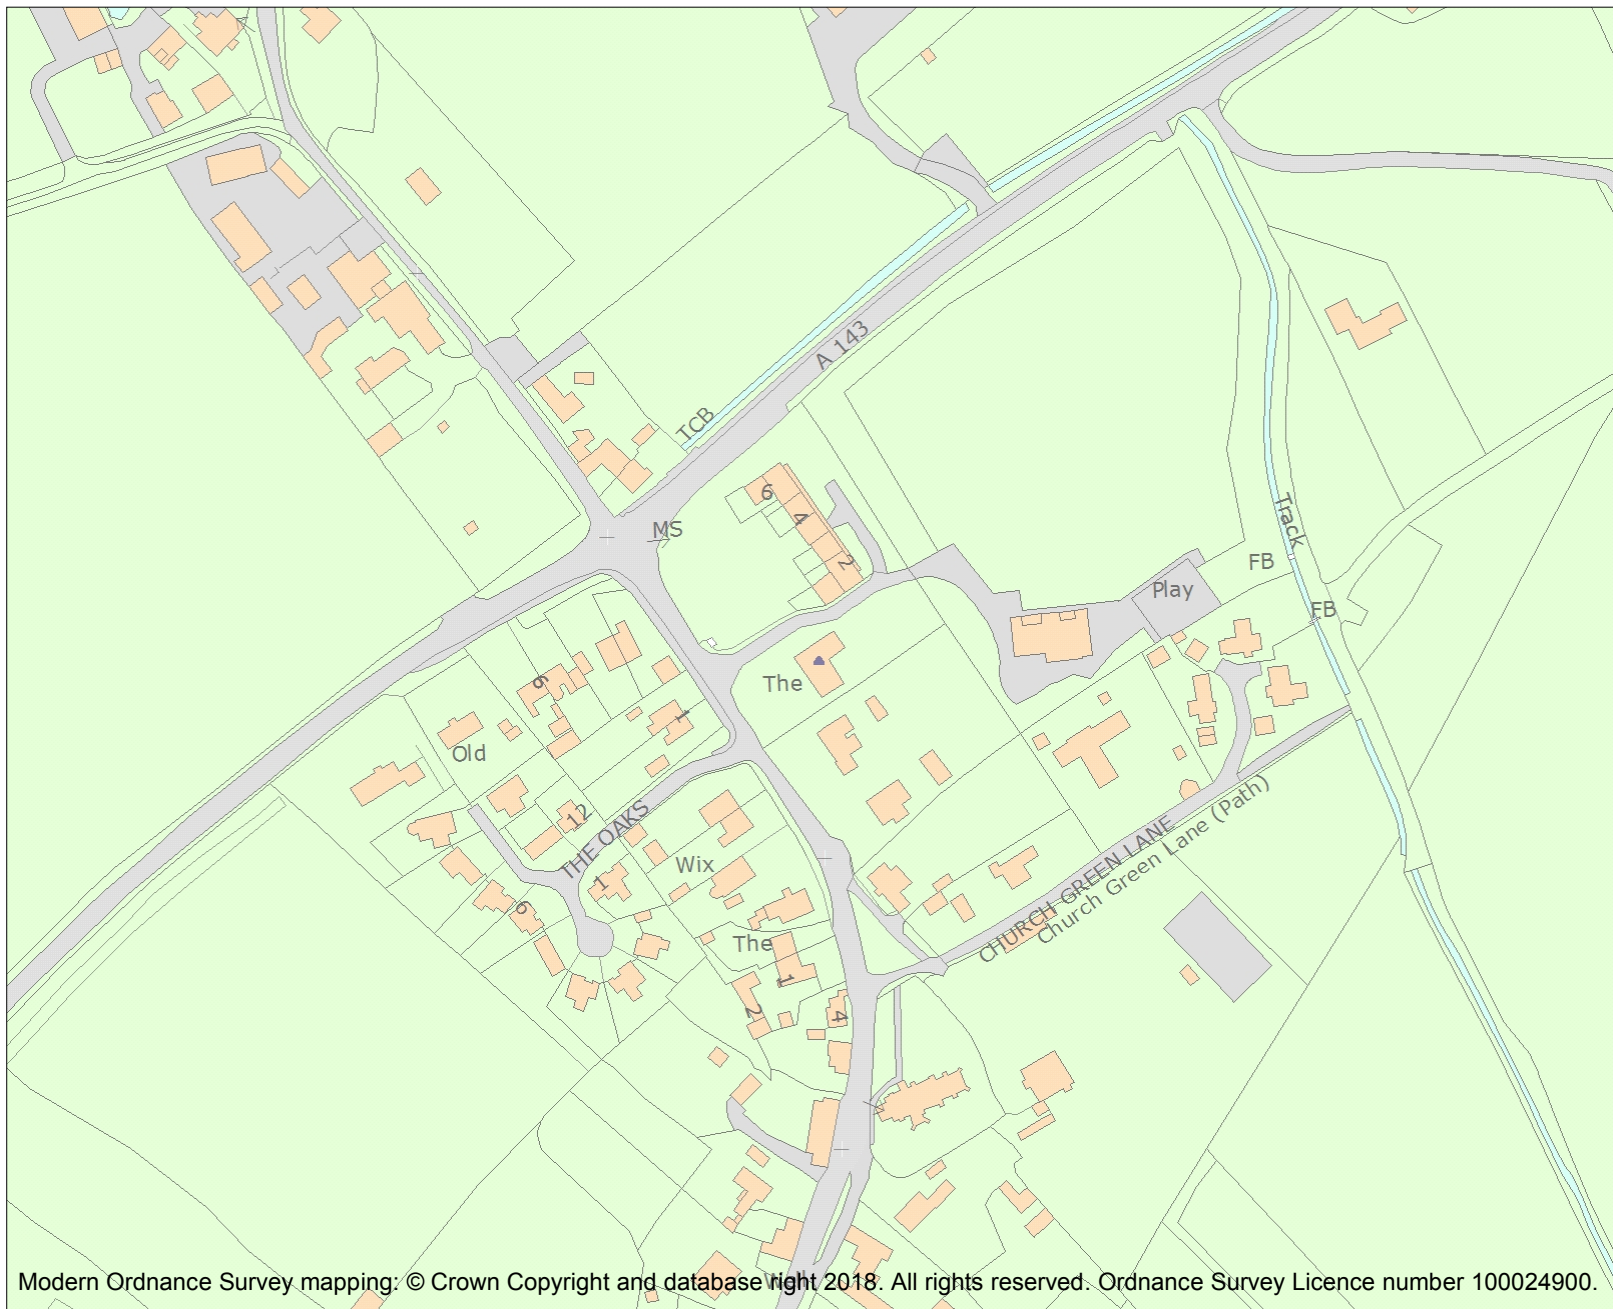 A 143
TCB
6
4
2
MS
Track
FB
Play
FB
The
6
1
Old
12
THE OAKS
Wix
1
6
CHURCH GREEN LANE
Church Green Lane (Path)
The
1
2
4
Modern Ordnance Survey mapping: © Crown Copyright and database right 2018. All rights reserved. Ordnance Survey Licence number 100024900.